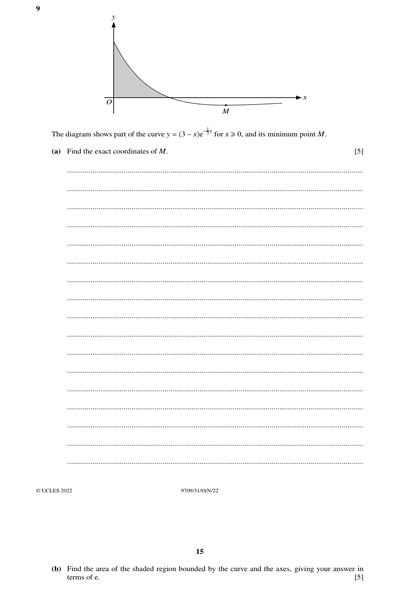 9
y
O
x
M
The diagram shows part of the curve y = (3 − x)e^{−\frac{1}{3}x} for x ⩾ 0, and its minimum point M.
(a) Find the exact coordinates of M. [5]
© UCLES 2022 9709/31/O/N/22
15
(b) Find the area of the shaded region bounded by the curve and the axes, giving your answer in
terms of e. [5]